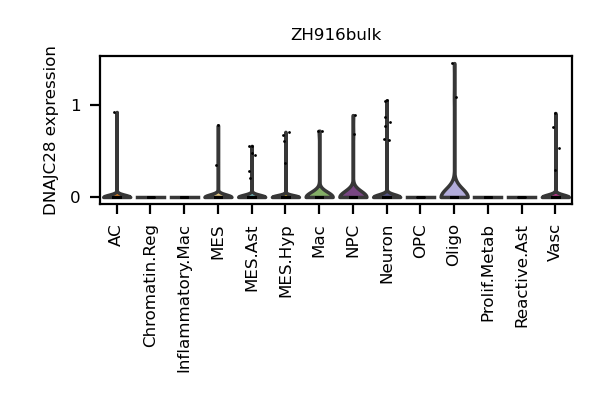 ZH916bulk
DNAJC28 expression
1
0
AC
Chromatin.Reg
Inflammatory.Mac
MES
MES.Ast
MES.Hyp
Mac
NPC
Neuron
OPC
Oligo
Prolif.Metab
Reactive.Ast
Vasc